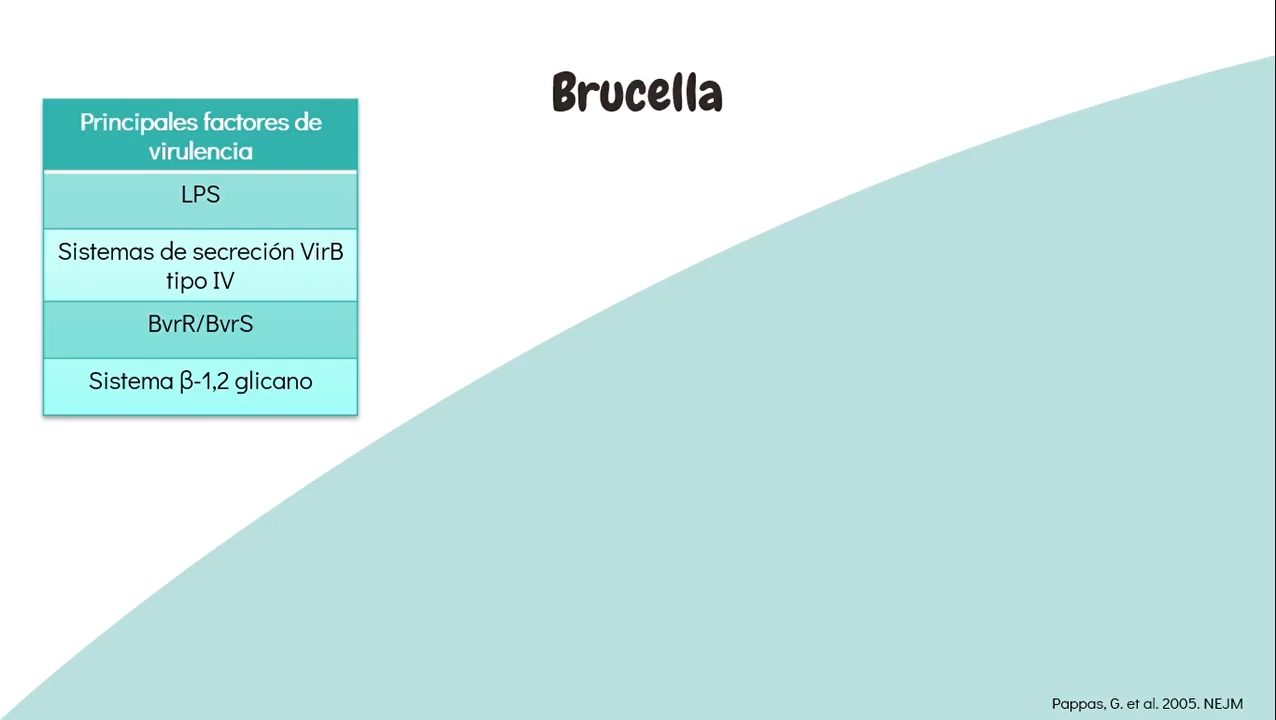 Brucella
Principales factores de
virulencia
LPS
Sistemas de secreción VirB
tipo IV
BvrR/BvrS
Sistema β-1,2 glicano
Pappas, G. et al. 2005. NEJM